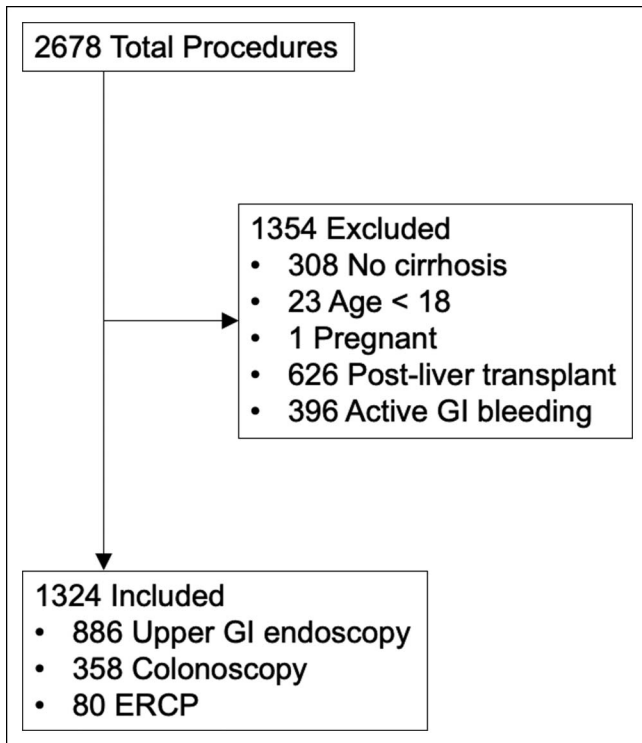 2678 Total Procedures
1354 Excluded
• 308 No cirrhosis
• 23 Age < 18
• 1 Pregnant
• 626 Post-liver transplant
• 396 Active GI bleeding
1324 Included
• 886 Upper GI endoscopy
• 358 Colonoscopy
• 80 ERCP